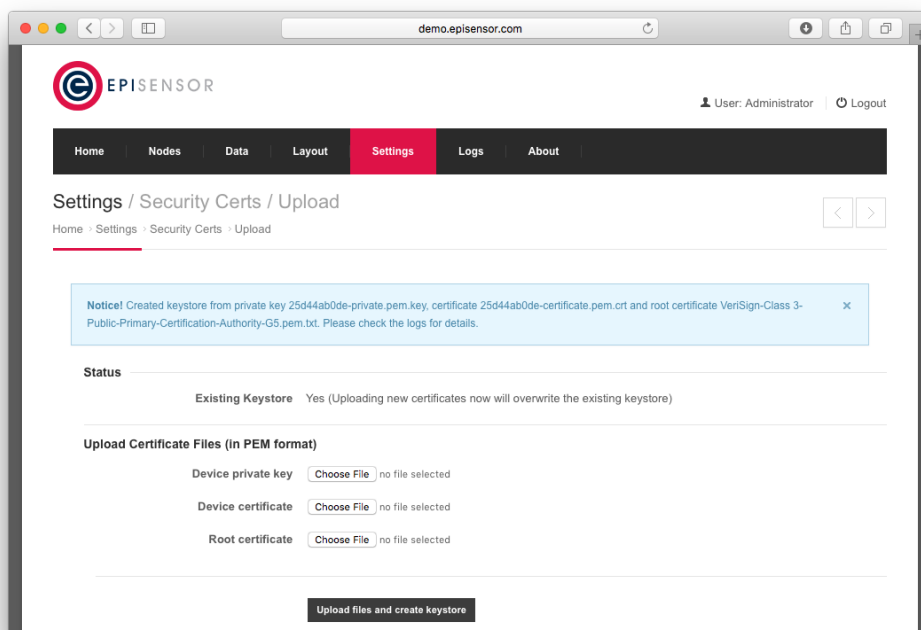 demo.episensor.com
e EPISENSOR
User: Administrator Logout
Home Nodes Data Layout Settings Logs About
Settings / Security Certs / Upload
Home › Settings › Security Certs › Upload
Notice! Created keystore from private key 25d44ab0de-private.pem.key, certificate 25d44ab0de-certificate.pem.crt and root certificate VeriSign-Class 3-
Public-Primary-Certification-Authority-G5.pem.txt. Please check the logs for details.
Status
Existing Keystore Yes (Uploading new certificates now will overwrite the existing keystore)
Upload Certificate Files (in PEM format)
Device private key Choose File no file selected
Device certificate Choose File no file selected
Root certificate Choose File no file selected
Upload files and create keystore